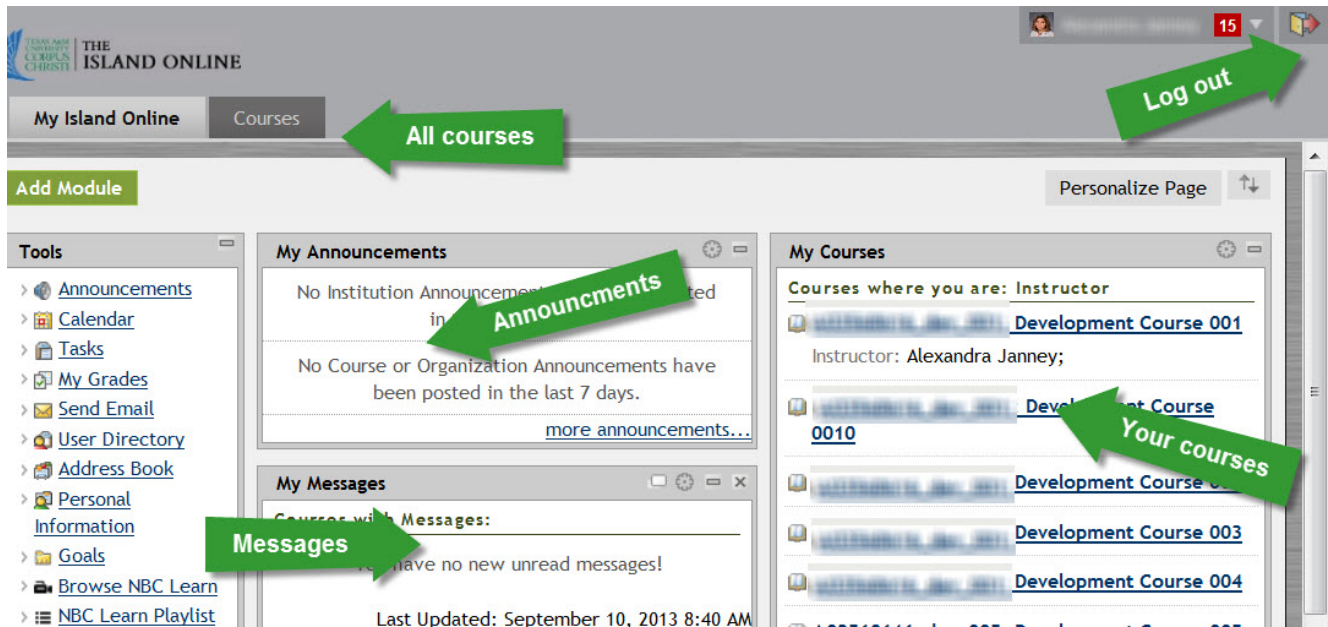 TEXAS A&M
UNIVERSITY
CORPUS
CHRISTI
THE
ISLAND ONLINE
15
Log out
My Island Online
Courses
All courses
Add Module
Personalize Page
Tools
Announcements
Calendar
Tasks
My Grades
Send Email
User Directory
Address Book
Personal
Information
Goals
Browse NBC Learn
NBC Learn Playlist
My Announcements
No Institution
in
Announcments
No Course or Organization Announcements have
been posted in the last 7 days.
more announcements...
My Messages
Courses with Messages:
Messages
have no new unread messages!
Last Updated: September 10, 2013 8:40 AM
My Courses
Courses where you are: Instructor
Development Course 001
Instructor: Alexandra Janney;
Development Course
0010
Your courses
Development Course
Development Course 003
Development Course 004